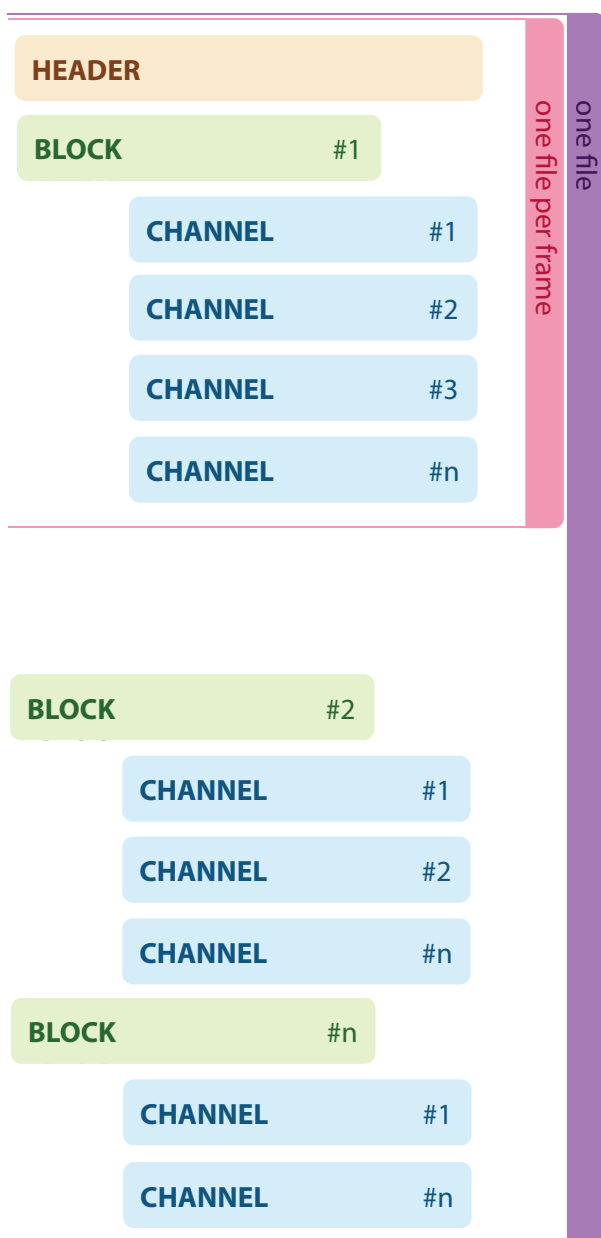 HEADER
BLOCK #1
CHANNEL #1
CHANNEL #2
CHANNEL #3
CHANNEL #n
BLOCK #2
CHANNEL #1
CHANNEL #2
CHANNEL #n
BLOCK #n
CHANNEL #1
CHANNEL #n
one file per frame
one file